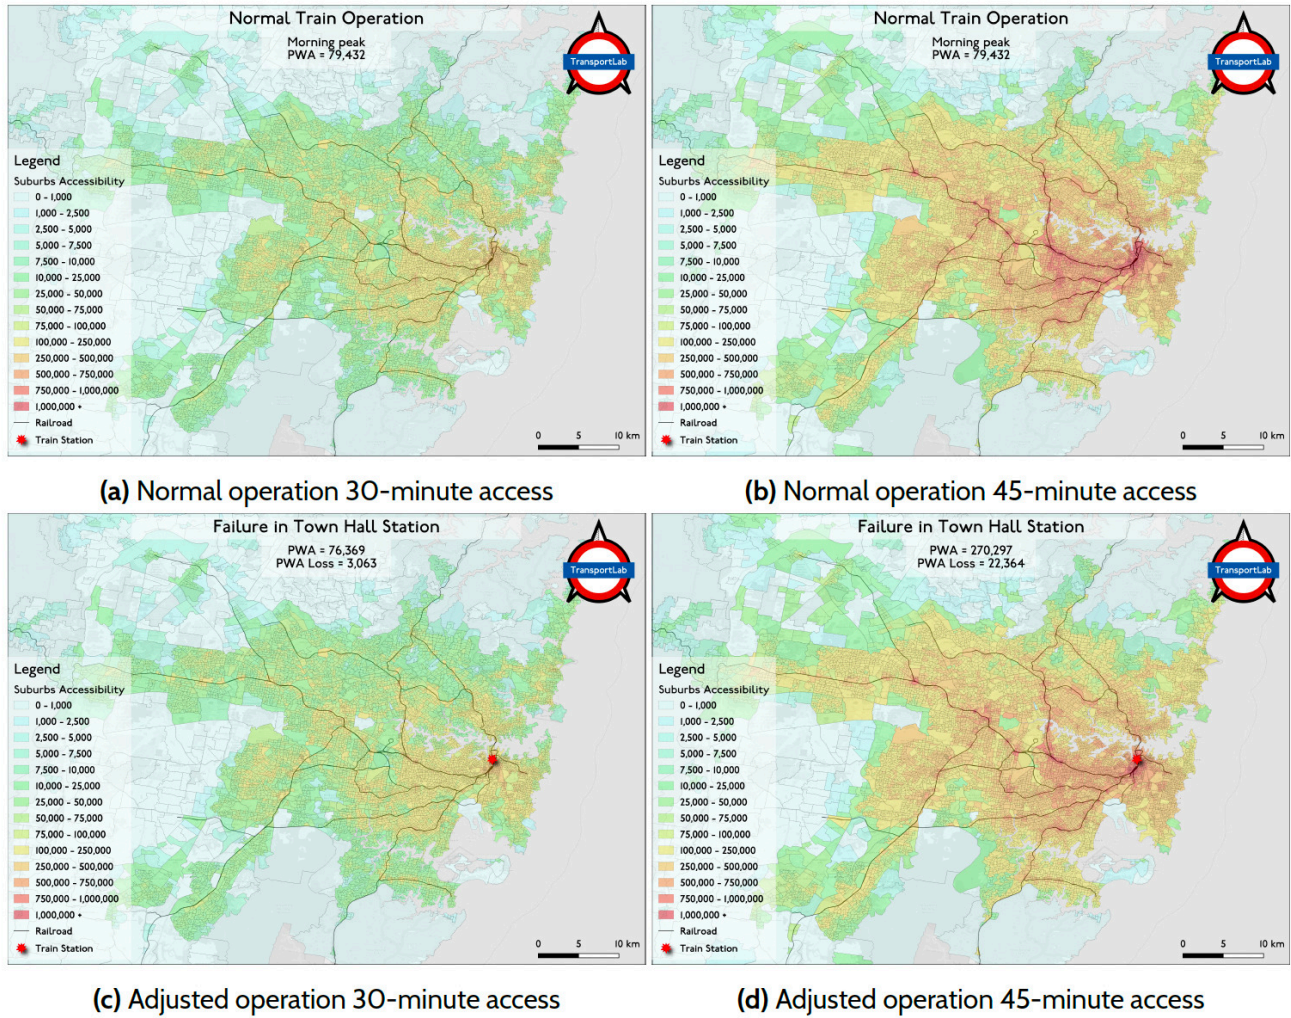 Normal Train Operation
Morning peak
PWA = 79,432
TransportLab
Legend
Suburbs Accessibility
0 - 1,000
1,000 - 2,500
2,500 - 5,000
5,000 - 7,500
7,500 - 10,000
10,000 - 25,000
25,000 - 50,000
50,000 - 75,000
75,000 - 100,000
100,000 - 250,000
250,000 - 500,000
500,000 - 750,000
750,000 - 1,000,000
1,000,000 +
Railroad
Train Station
0 5 10 km
(a) Normal operation 30-minute access
Normal Train Operation
Morning peak
PWA = 79,432
TransportLab
Legend
Suburbs Accessibility
0 - 1,000
1,000 - 2,500
2,500 - 5,000
5,000 - 7,500
7,500 - 10,000
10,000 - 25,000
25,000 - 50,000
50,000 - 75,000
75,000 - 100,000
100,000 - 250,000
250,000 - 500,000
500,000 - 750,000
750,000 - 1,000,000
1,000,000 +
Railroad
Train Station
0 5 10 km
(b) Normal operation 45-minute access
Failure in Town Hall Station
PWA = 76,369
PWA Loss = 3,063
TransportLab
Legend
Suburbs Accessibility
0 - 1,000
1,000 - 2,500
2,500 - 5,000
5,000 - 7,500
7,500 - 10,000
10,000 - 25,000
25,000 - 50,000
50,000 - 75,000
75,000 - 100,000
100,000 - 250,000
250,000 - 500,000
500,000 - 750,000
750,000 - 1,000,000
1,000,000 +
Railroad
Train Station
0 5 10 km
(c) Adjusted operation 30-minute access
Failure in Town Hall Station
PWA = 270,297
PWA Loss = 22,364
TransportLab
Legend
Suburbs Accessibility
0 - 1,000
1,000 - 2,500
2,500 - 5,000
5,000 - 7,500
7,500 - 10,000
10,000 - 25,000
25,000 - 50,000
50,000 - 75,000
75,000 - 100,000
100,000 - 250,000
250,000 - 500,000
500,000 - 750,000
750,000 - 1,000,000
1,000,000 +
Railroad
Train Station
0 5 10 km
(d) Adjusted operation 45-minute access